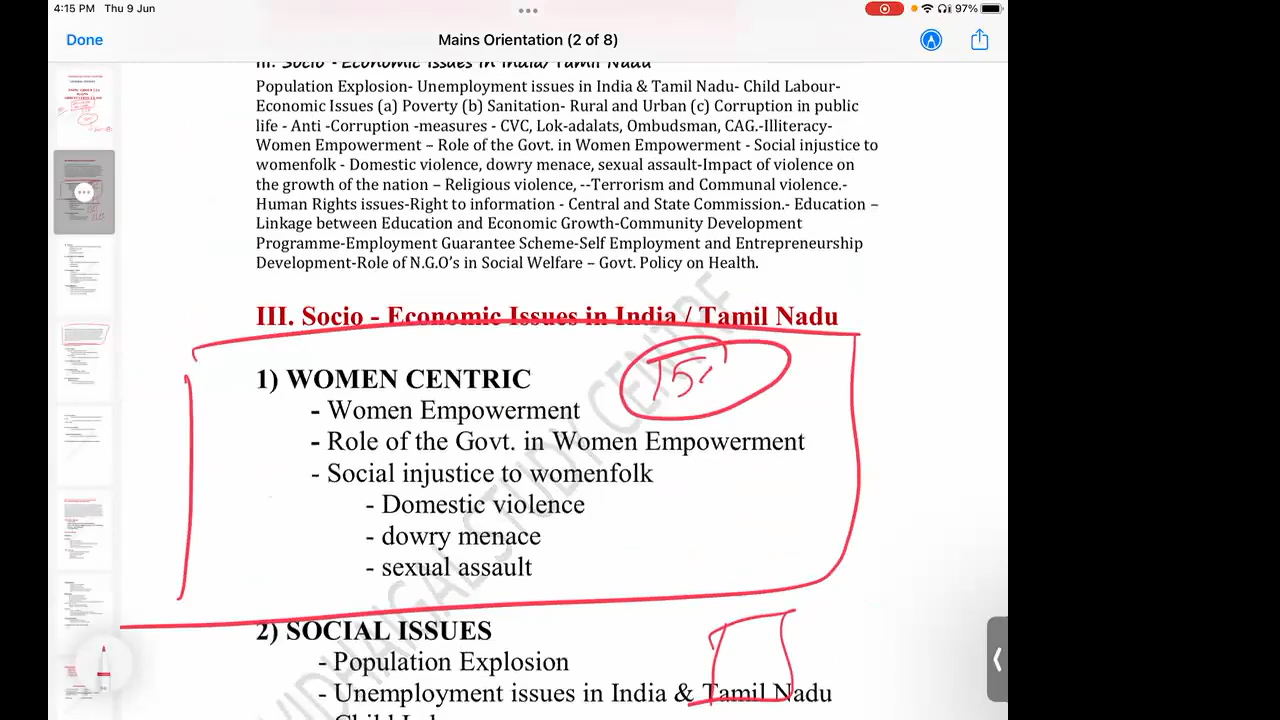 4:15 PM Thu 9 Jun
97%
Done
Mains Orientation (2 of 8)
III. Socio - Economic Issues in India/ Tamil Nadu
Population Explosion- Unemployment issues in India & Tamil Nadu- Child Labour-
Economic Issues (a) Poverty (b) Sanitation- Rural and Urban (c) Corruption in public
life - Anti -Corruption -measures - CVC, Lok-adalats, Ombudsman, CAG.-Illiteracy-
Women Empowerment – Role of the Govt. in Women Empowerment - Social injustice to
womenfolk - Domestic violence, dowry menace, sexual assault-Impact of violence on
the growth of the nation – Religious violence, --Terrorism and Communal violence.-
Human Rights issues-Right to information - Central and State Commission.- Education –
Linkage between Education and Economic Growth-Community Development
Programme-Employment Guarantee Scheme-Self Employment and Entrepreneurship
Development-Role of N.G.O's in Social Welfare – Govt. Policy on Health.
III. Socio - Economic Issues in India / Tamil Nadu
1) WOMEN CENTRIC
- Women Empowerment
- Role of the Govt. in Women Empowerment
- Social injustice to womenfolk
- Domestic violence
- dowry menace
- sexual assault
2) SOCIAL ISSUES
- Population Explosion
- Unemployment issues in India & Tamil Nadu